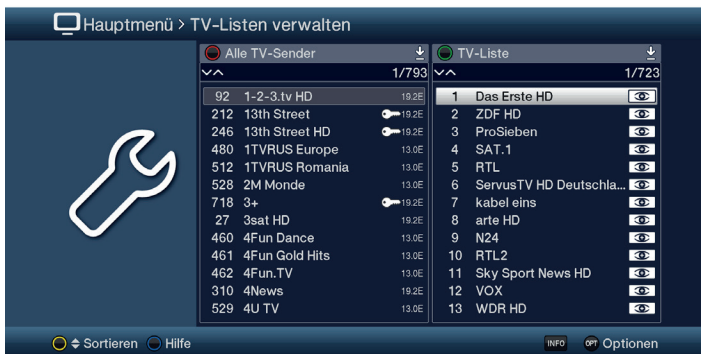 Hauptmenü > TV-Listen verwalten
Alle TV-Sender
1/793
92 1-2-3.tv HD 19.2E
212 13th Street 19.2E
246 13th Street HD 19.2E
480 1TVRUS Europe 13.0E
512 1TVRUS Romania 13.0E
528 2M Monde 13.0E
718 3+ 19.2E
27 3sat HD 19.2E
460 4Fun Dance 13.0E
461 4Fun Gold Hits 13.0E
462 4Fun.TV 13.0E
310 4News 19.2E
529 4U TV 13.0E
TV-Liste
1/723
1 Das Erste HD
2 ZDF HD
3 ProSieben
4 SAT.1
5 RTL
6 ServusTV HD Deutschla...
7 kabel eins
8 arte HD
9 N24
10 RTL2
11 Sky Sport News HD
12 VOX
13 WDR HD
Sortieren Hilfe INFO OPT Optionen